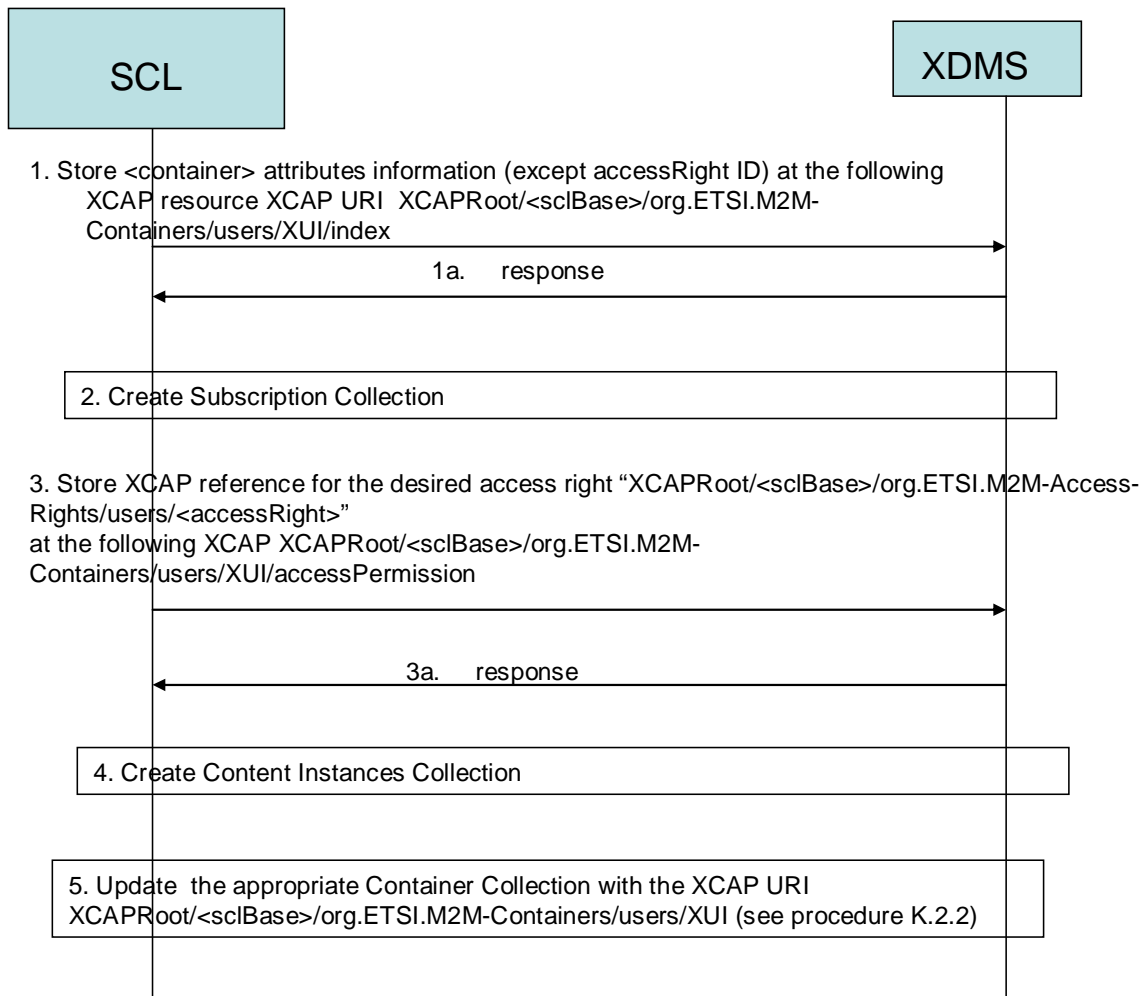 SCL
XDMS
1. Store <container> attributes information (except accessRight ID) at the following
XCAP resource XCAP URI XCAPRoot/<sclBase>/org.ETSI.M2M-
Containers/users/XUI/index
1a. response
2. Create Subscription Collection
3. Store XCAP reference for the desired access right “XCAPRoot/<sclBase>/org.ETSI.M2M-Access-
Rights/users/<accessRight>”
at the following XCAP XCAPRoot/<sclBase>/org.ETSI.M2M-
Containers/users/XUI/accessPermission
3a. response
4. Create Content Instances Collection
5. Update the appropriate Container Collection with the XCAP URI
XCAPRoot/<sclBase>/org.ETSI.M2M-Containers/users/XUI (see procedure K.2.2)